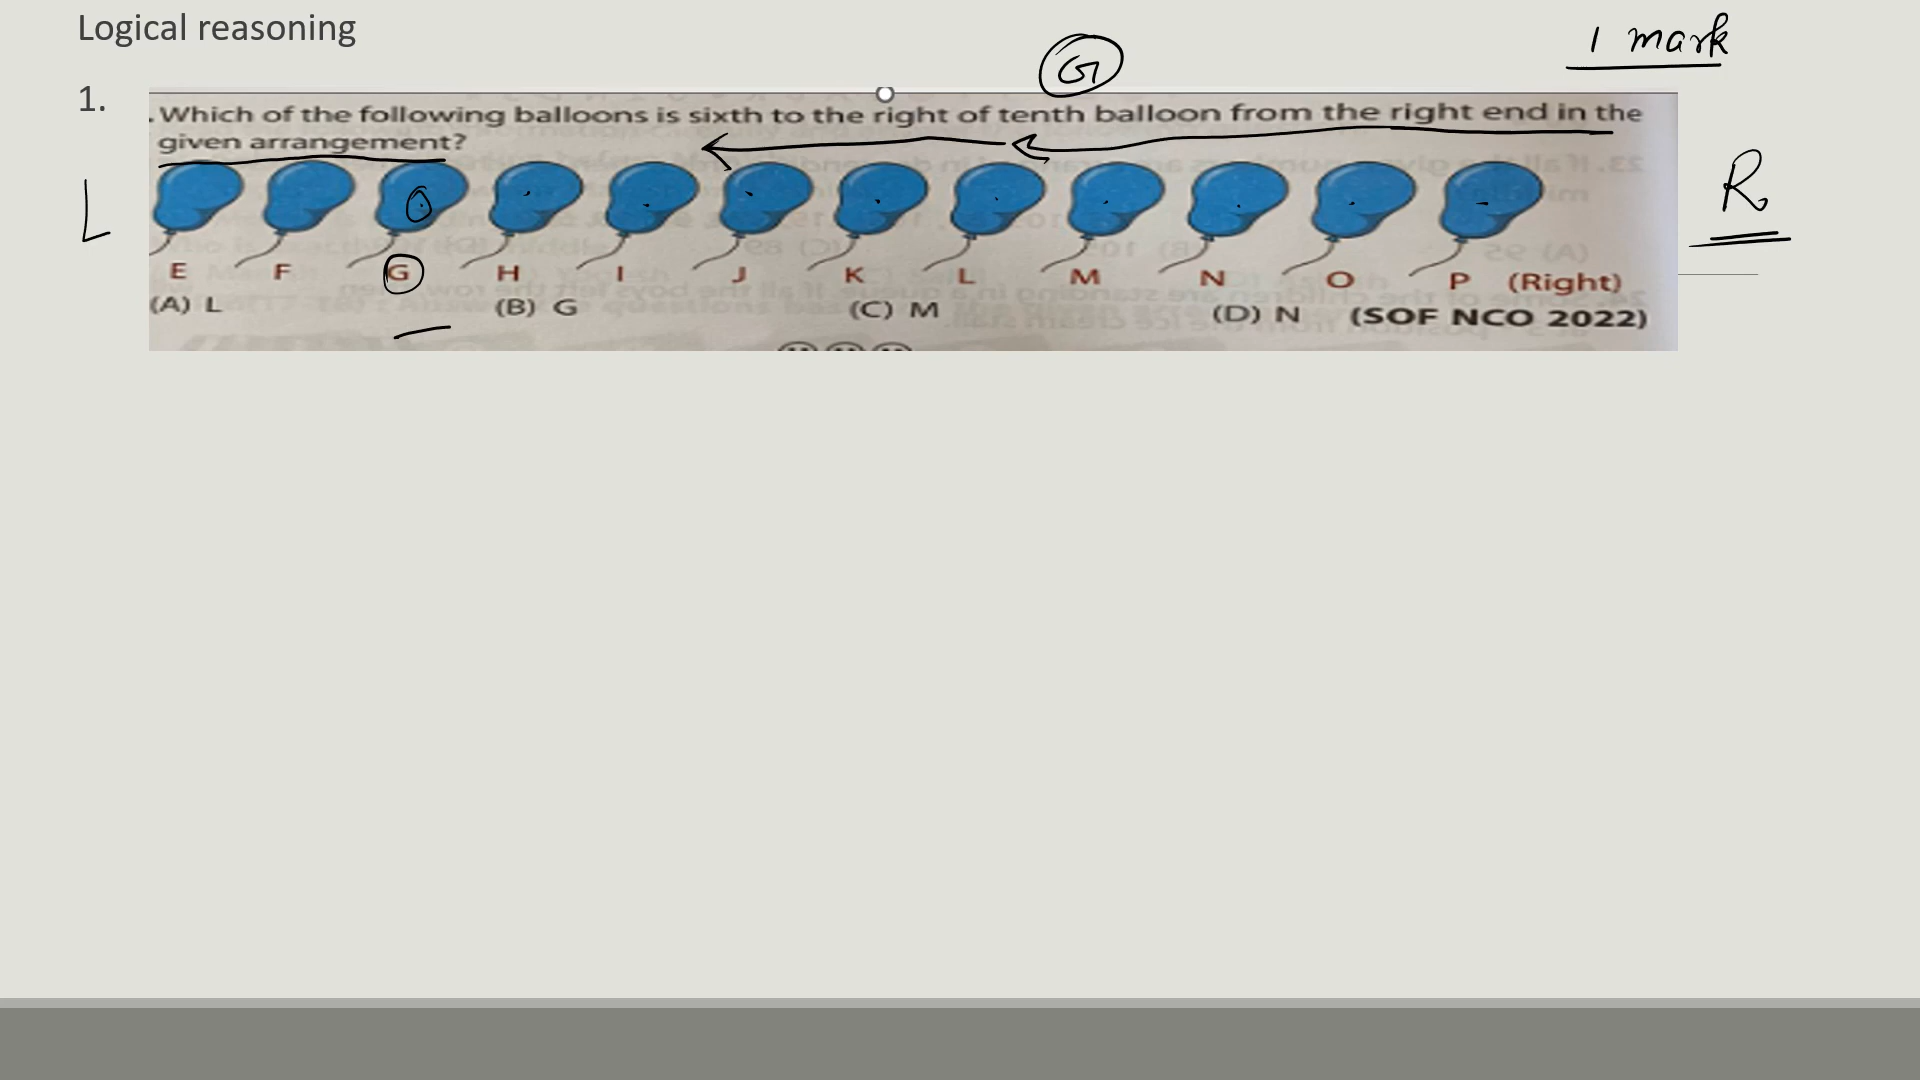 Logical reasoning
1 mark
G
1.
Which of the following balloons is sixth to the right of tenth balloon from the right end in the
given arrangement?
L
R
E F G H I J K L M N O P (Right)
(A) L (B) G (C) M (D) N (SOF NCO 2022)